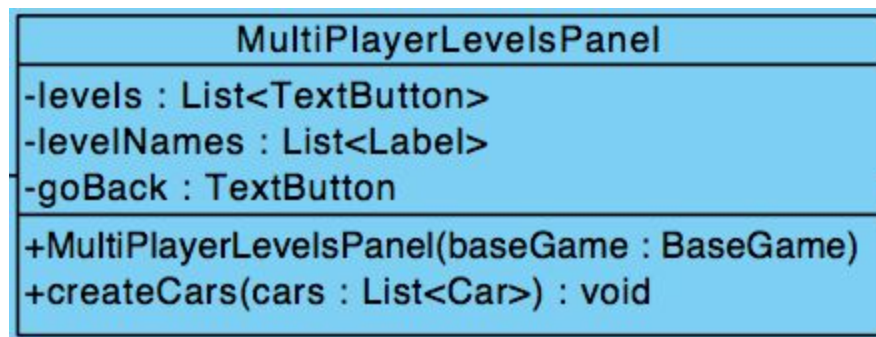 MultiPlayerLevelsPanel
-levels : List<TextButton>
-levelNames : List<Label>
-goBack : TextButton
+MultiPlayerLevelsPanel(baseGame : BaseGame)
+createCars(cars : List<Car>) : void